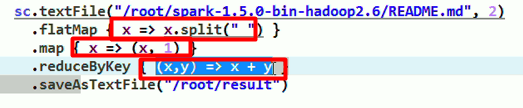 sc.textFile("/root/spark-1.5.0-bin-hadoop2.6/README.md", 2)
.flatMap { x => x.split(" ") }
.map { x => (x, 1) }
.reduceByKey { (x,y) => x + y }
.saveAsTextFile("/root/result")